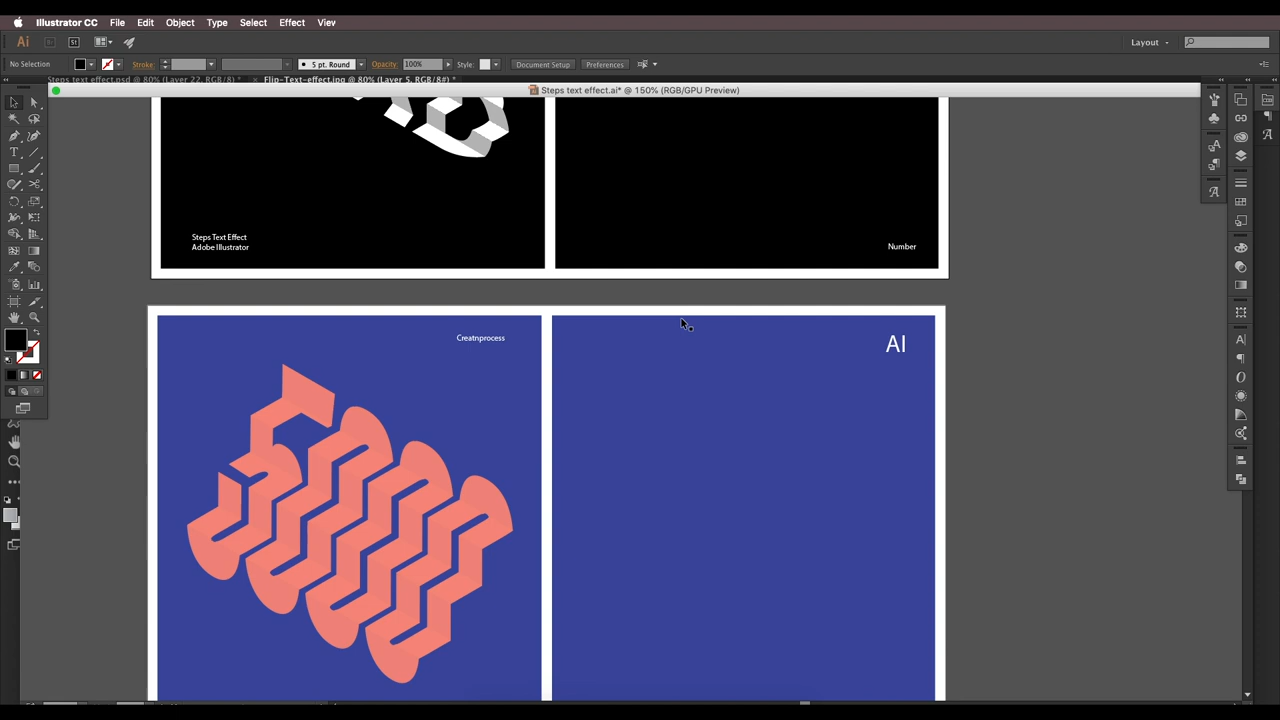 Illustrator CC File Edit Object Type Select Effect View
Ai St Layout
No Selection Stroke: 5 pt. Round Opacity: 100% Style: Document Setup Preferences
Steps text effect.psd @ 80% (Layer 22, RGB/8) * × Flip-Text-effect.jpg @ 80% (Layer 5, RGB/8#) *
Steps text effect.ai* @ 150% (RGB/GPU Preview)
Steps Text Effect
Adobe Illustrator
Number
Creatnprocess
AI